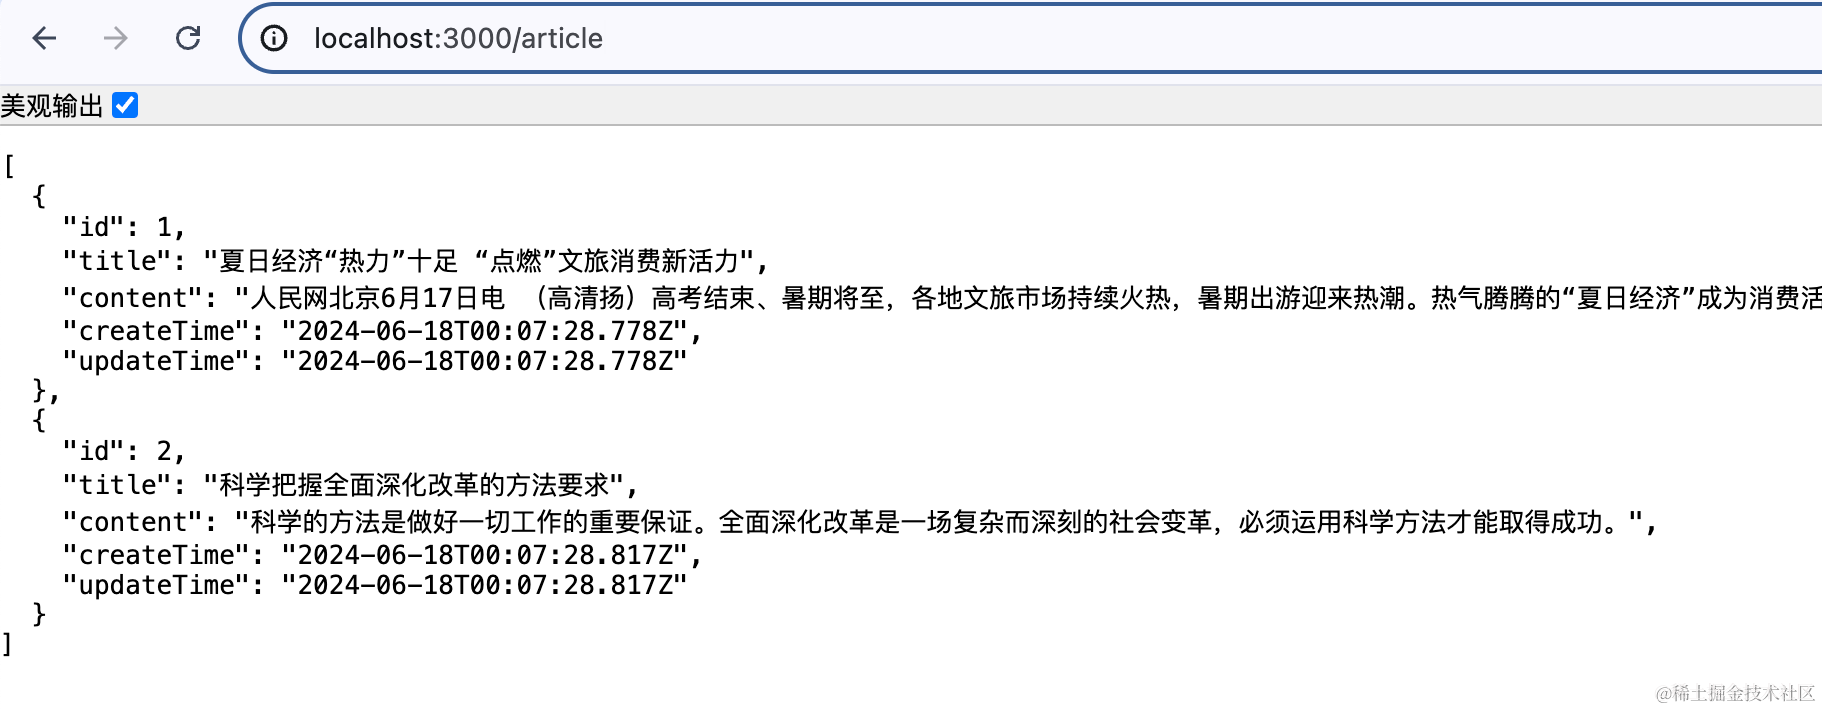 localhost:3000/article
美观输出
[
  {
    "id": 1,
    "title": "夏日经济“热力”十足 “点燃”文旅消费新活力",
    "content": "人民网北京6月17日电 （高清扬）高考结束、暑期将至，各地文旅市场持续火热，暑期出游迎来热潮。热气腾腾的“夏日经济”成为消费活
    "createTime": "2024-06-18T00:07:28.778Z",
    "updateTime": "2024-06-18T00:07:28.778Z"
  },
  {
    "id": 2,
    "title": "科学把握全面深化改革的方法要求",
    "content": "科学的方法是做好一切工作的重要保证。全面深化改革是一场复杂而深刻的社会变革，必须运用科学方法才能取得成功。",
    "createTime": "2024-06-18T00:07:28.817Z",
    "updateTime": "2024-06-18T00:07:28.817Z"
  }
]
@稀土掘金技术社区